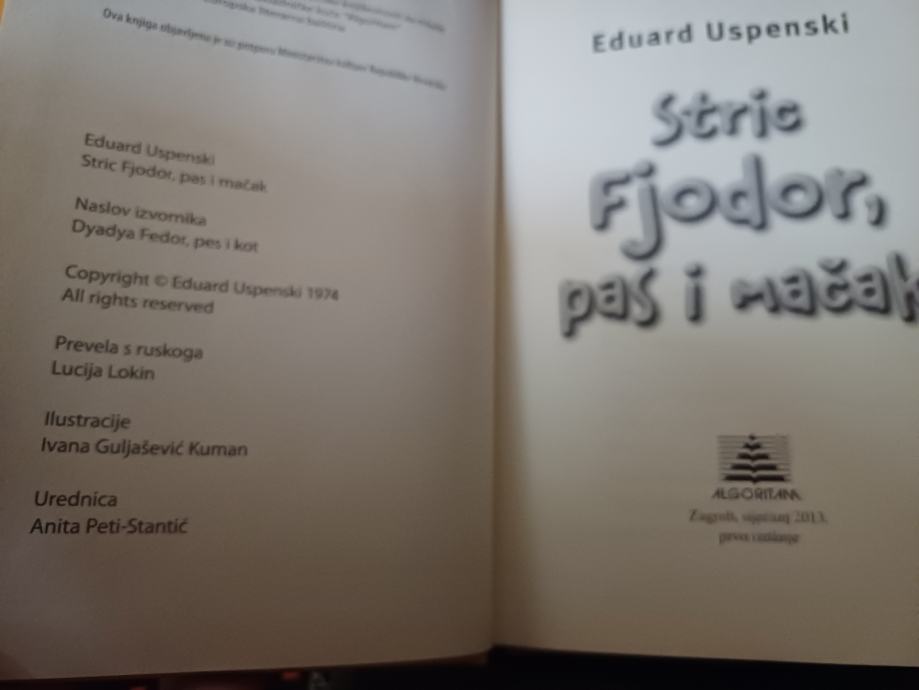 Ova knjiga objavljena je uz potporu Ministarstva kulture Republike Hrvatske
Eduard Uspenski
Stric Fjodor, pas i mačak
Naslov izvornika
Dyadya Fedor, pes i kot
Copyright © Eduard Uspenski 1974
All rights reserved
Prevela s ruskoga
Lucija Lokin
Ilustracije
Ivana Guljašević Kuman
Urednica
Anita Peti-Stantić
Eduard Uspenski
Stric
Fjodor,
pas i mačak
ALGORITAM
Zagreb, siječanj 2013.
prvo izdanje